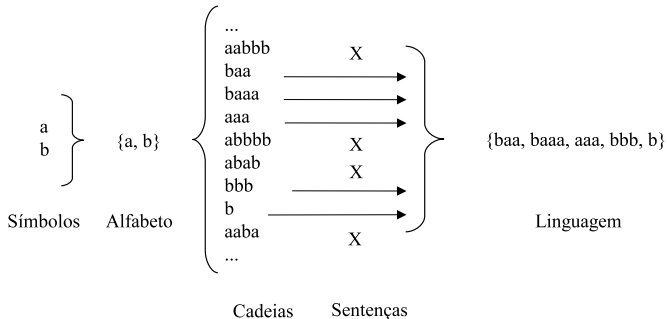 ...
aabbb X
baa
baaa
aaa
a
b
{a, b}
abbbb X
{baa, baaa, aaa, bbb, b}
abab X
bbb
b
aaba X
...
Símbolos Alfabeto Linguagem
Cadeias Sentenças